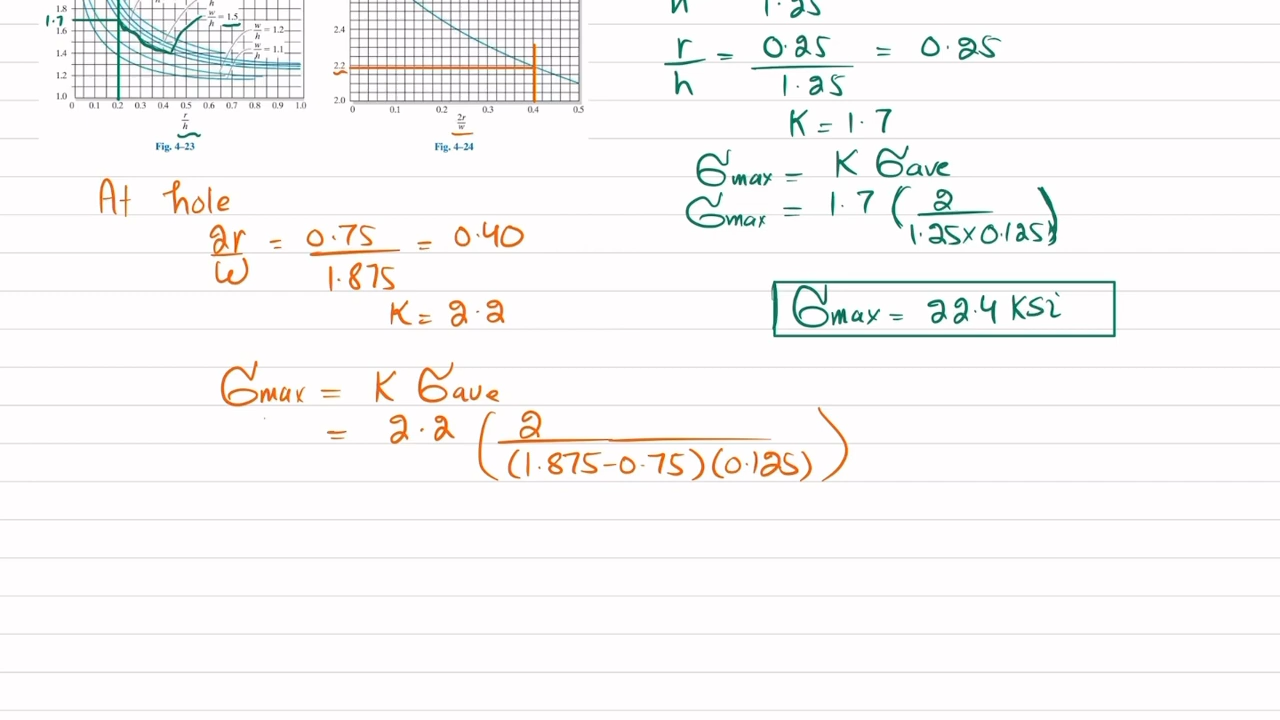 1.8
1.7
1.6
1.4
1.2
1.0
0 0.1 0.2 0.3 0.4 0.5 0.6 0.7 0.8 0.9 1.0
w/h = 1.5
w/h = 1.2
w/h = 1.1
r/h
Fig. 4-23
2.4
2.2
2.0
0 0.1 0.2 0.3 0.4 0.5
2r/w
Fig. 4-24
h 1.25
r/h = 0.25/1.25 = 0.25
K = 1.7
σmax = K σave
σmax = 1.7 (2/1.25×0.125)
σmax = 22.4 KSi
At hole
2r/w = 0.75/1.875 = 0.40
K = 2.2
σmax = K σave
= 2.2 (2/(1.875-0.75)(0.125))